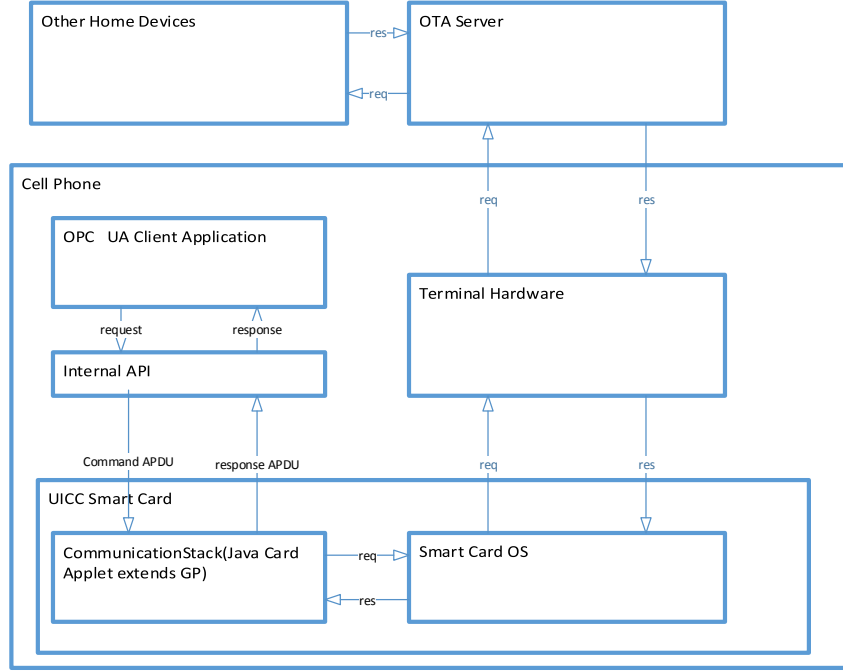 Other Home Devices
OTA Server
res
req
Cell Phone
req
res
OPC   UA Client Application
Terminal Hardware
request
response
Internal API
Command APDU
response APDU
req
res
UICC Smart Card
CommunicationStack(Java Card
Applet extends GP)
req
Smart Card OS
res